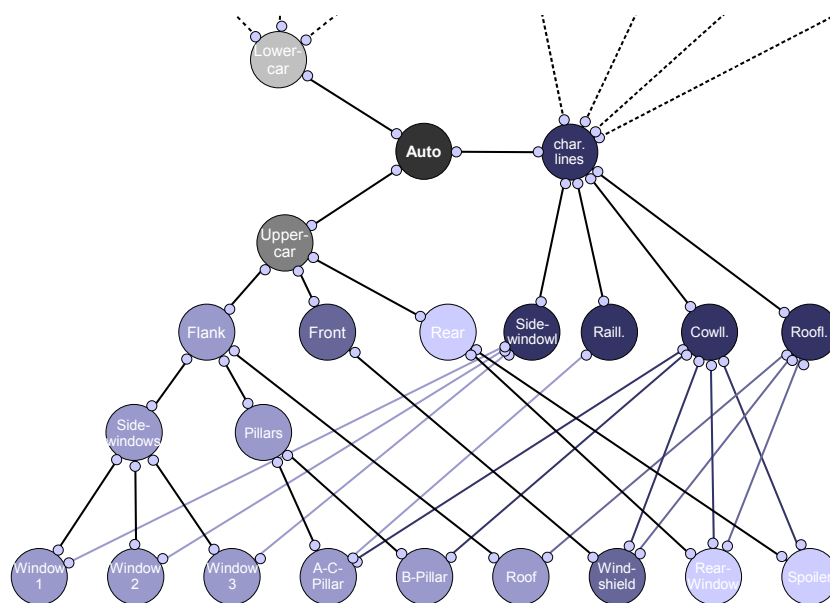 Lower-
car
Auto
char.
lines
Upper-
car
Flank
Front
Rear
Side-
windowl
Raill.
Cowll.
Roofl.
Side-
windows
Pillars
Window
1
Window
2
Window
3
A-C-
Pillar
B-Pillar
Roof
Wind-
shield
Rear-
Window
Spoiler